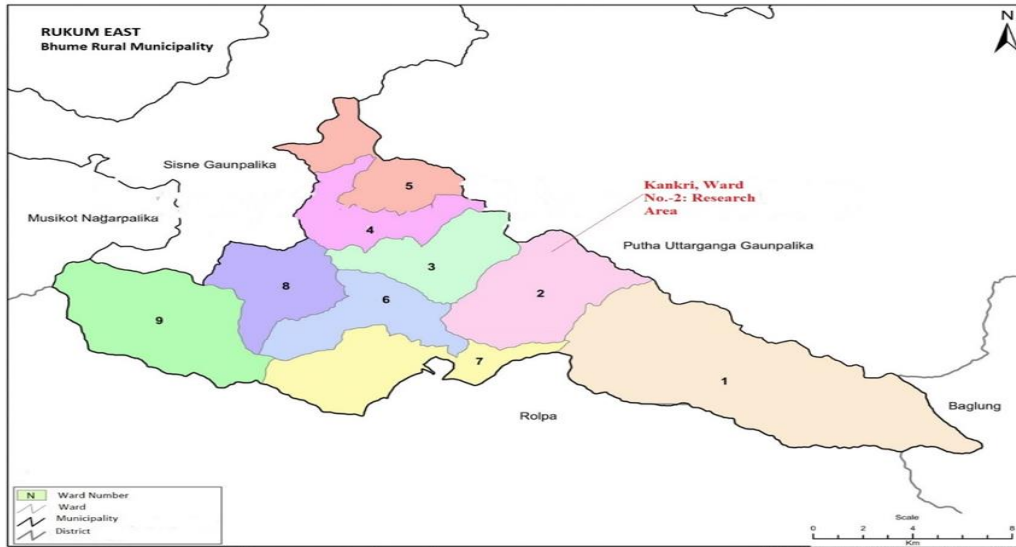 RUKUM EAST
Bhume Rural Municipality
N
Sisne Gaunpalika
5
Musikot Nagarpalika
4
Kankri, Ward
No.-2: Research
Area
Putha Uttarganga Gaunpalika
3
8
2
6
9
7
1
Rolpa
Baglung
N Ward Number
Ward
Municipality
District
Scale
0 2 4 8
Km